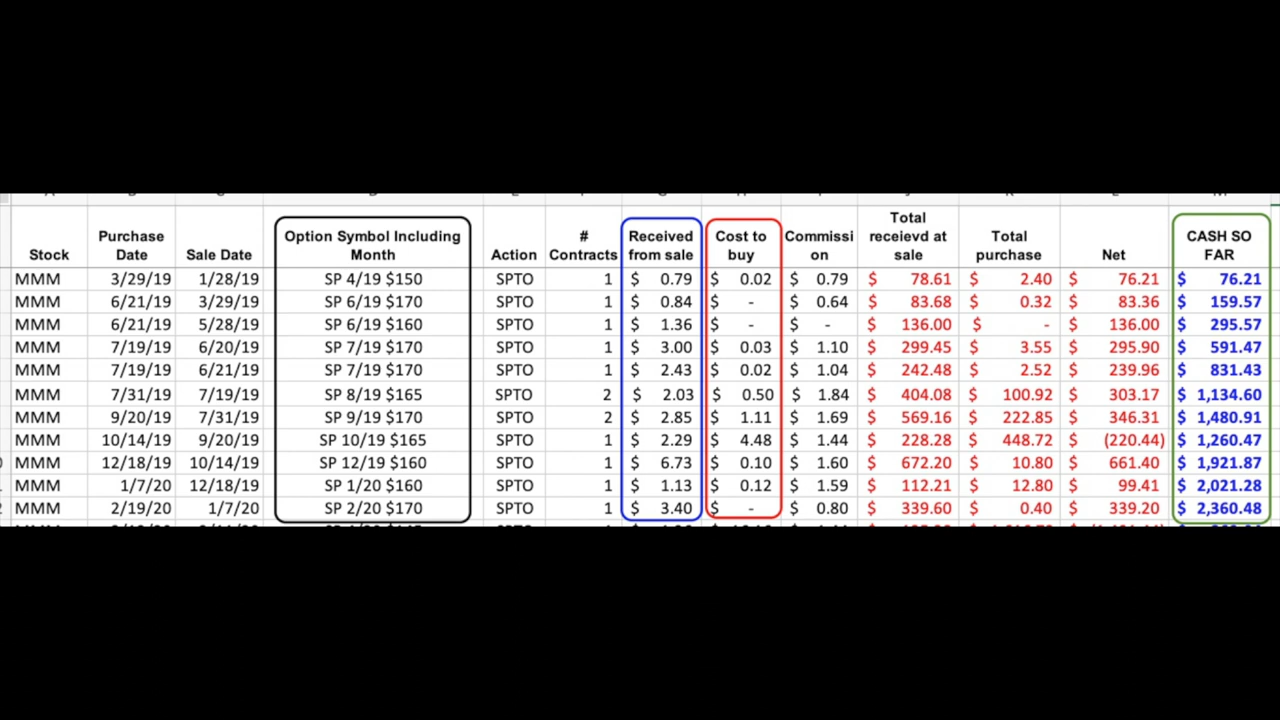 Stock Purchase Date Sale Date Option Symbol Including Month Action # Contracts Received from sale Cost to buy Commissi on Total receievd at sale Total purchase Net CASH SO FAR
MMM 3/29/19 1/28/19 SP 4/19 $150 SPTO 1 $ 0.79 $ 0.02 $ 0.79 $ 78.61 $ 2.40 $ 76.21 $ 76.21
MMM 6/21/19 3/29/19 SP 6/19 $170 SPTO 1 $ 0.84 $ - $ 0.64 $ 83.68 $ 0.32 $ 83.36 $ 159.57
MMM 6/21/19 5/28/19 SP 6/19 $160 SPTO 1 $ 1.36 $ - $ - $ 136.00 $ - $ 136.00 $ 295.57
MMM 7/19/19 6/20/19 SP 7/19 $170 SPTO 1 $ 3.00 $ 0.03 $ 1.10 $ 299.45 $ 3.55 $ 295.90 $ 591.47
MMM 7/19/19 6/21/19 SP 7/19 $170 SPTO 1 $ 2.43 $ 0.02 $ 1.04 $ 242.48 $ 2.52 $ 239.96 $ 831.43
MMM 7/31/19 7/19/19 SP 8/19 $165 SPTO 2 $ 2.03 $ 0.50 $ 1.84 $ 404.08 $ 100.92 $ 303.17 $ 1,134.60
MMM 9/20/19 7/31/19 SP 9/19 $170 SPTO 2 $ 2.85 $ 1.11 $ 1.69 $ 569.16 $ 222.85 $ 346.31 $ 1,480.91
MMM 10/14/19 9/20/19 SP 10/19 $165 SPTO 1 $ 2.29 $ 4.48 $ 1.44 $ 228.28 $ 448.72 $ (220.44) $ 1,260.47
MMM 12/18/19 10/14/19 SP 12/19 $160 SPTO 1 $ 6.73 $ 0.10 $ 1.60 $ 672.20 $ 10.80 $ 661.40 $ 1,921.87
MMM 1/7/20 12/18/19 SP 1/20 $160 SPTO 1 $ 1.13 $ 0.12 $ 1.59 $ 112.21 $ 12.80 $ 99.41 $ 2,021.28
MMM 2/19/20 1/7/20 SP 2/20 $170 SPTO 1 $ 3.40 $ - $ 0.80 $ 339.60 $ 0.40 $ 339.20 $ 2,360.48